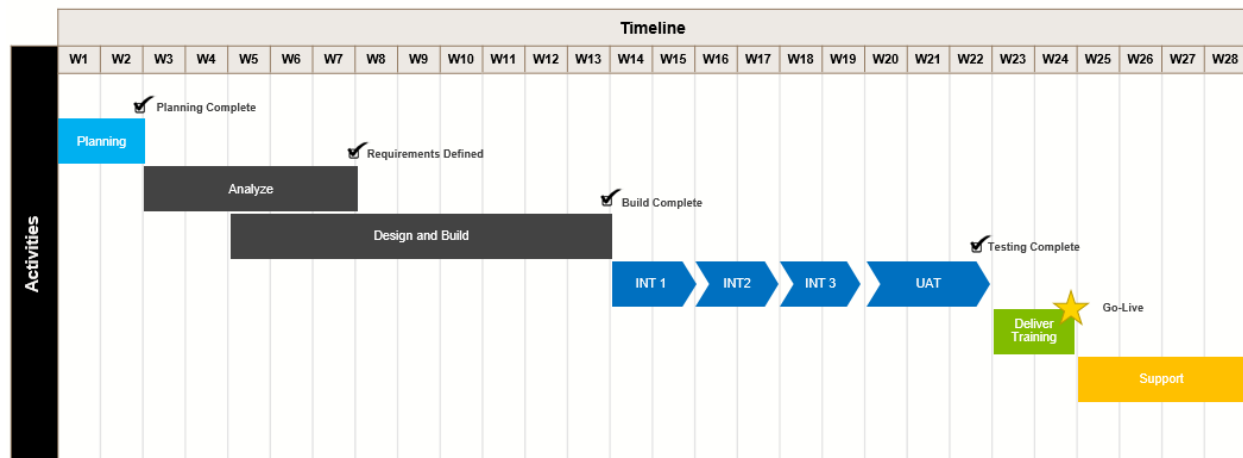 Timeline
W1 W2 W3 W4 W5 W6 W7 W8 W9 W10 W11 W12 W13 W14 W15 W16 W17 W18 W19 W20 W21 W22 W23 W24 W25 W26 W27 W28
Activities
Planning Complete
Planning
Requirements Defined
Analyze
Build Complete
Design and Build
Testing Complete
INT 1 INT2 INT 3 UAT
Go-Live
Deliver
Training
Support